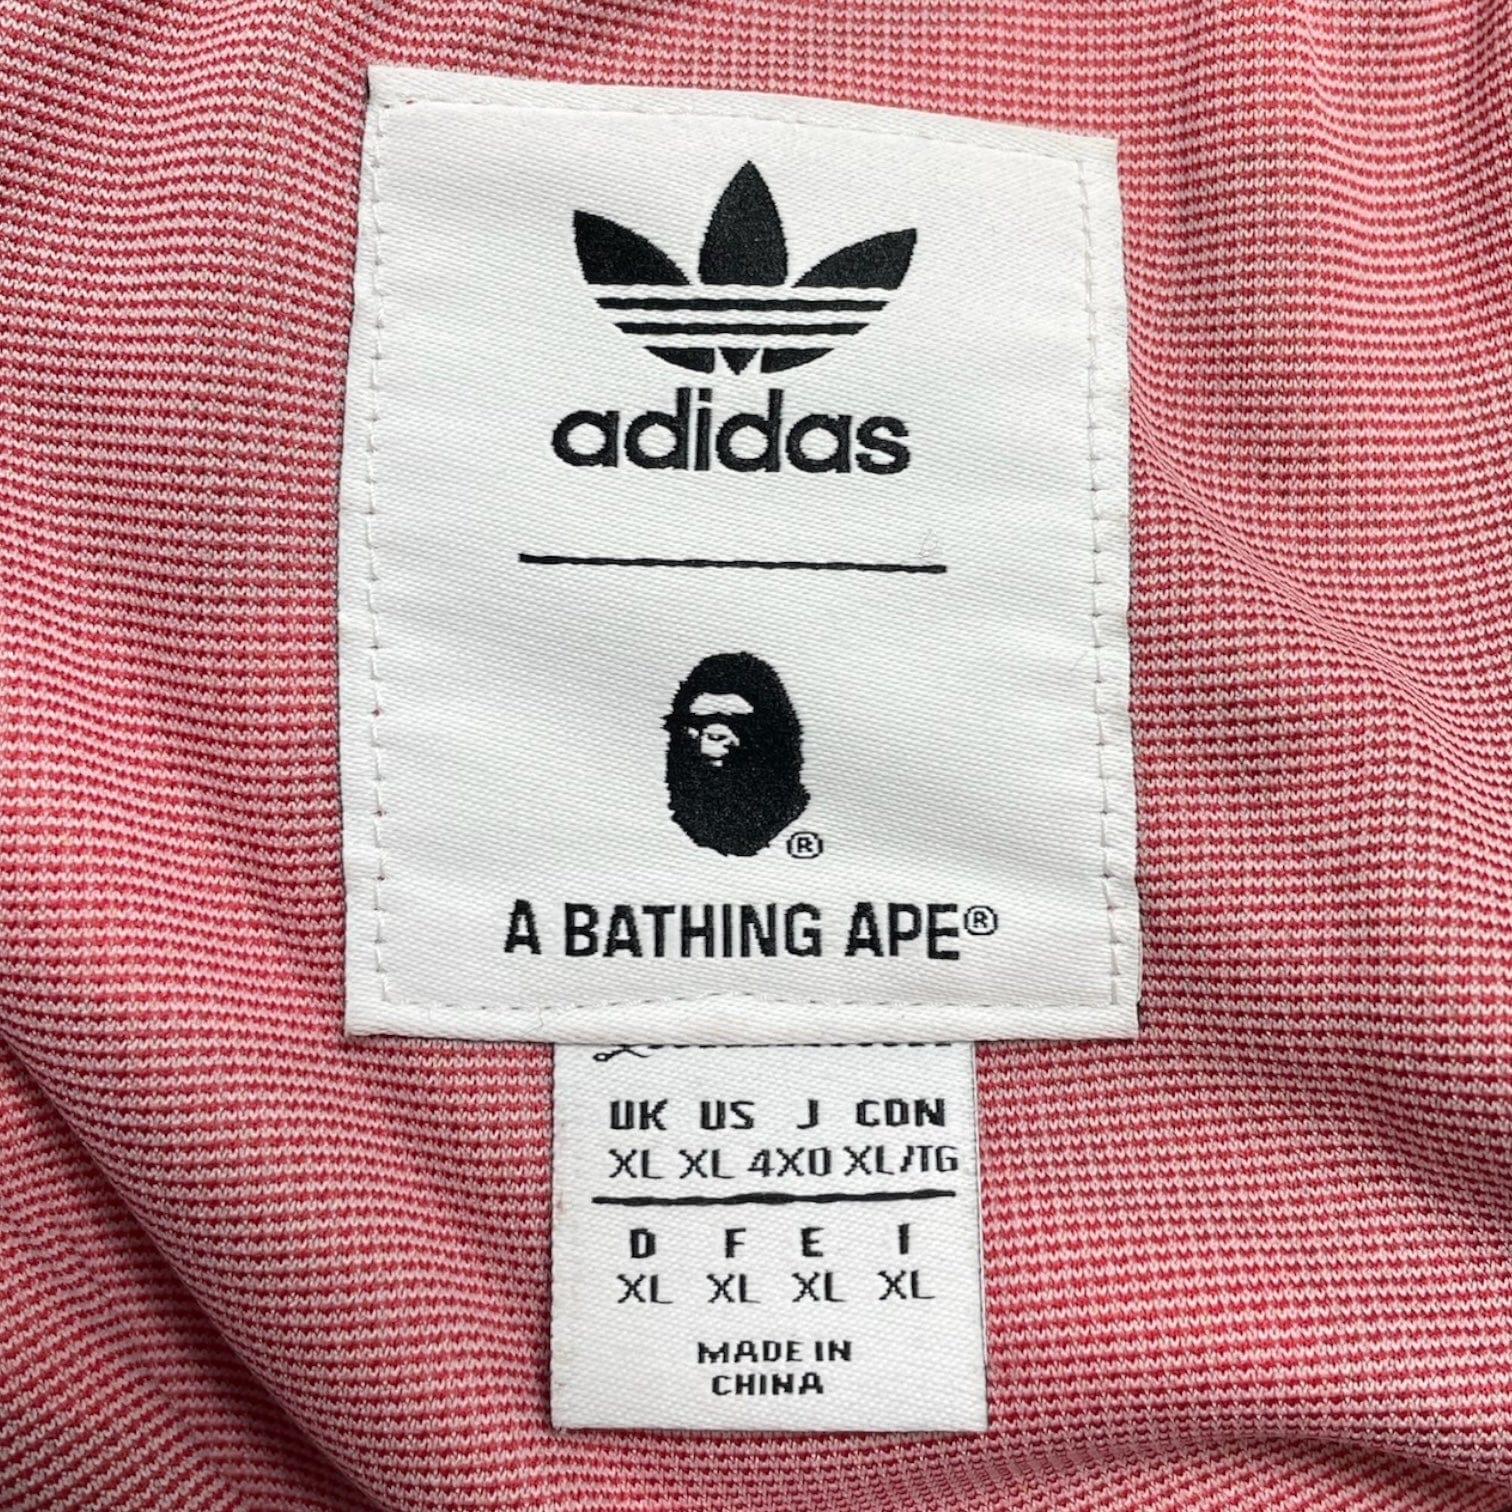 adidas
®
A BATHING APE®
UK US J CDN
XL XL 4XO XL/TG
D F E I
XL XL XL XL
MADE IN
CHINA